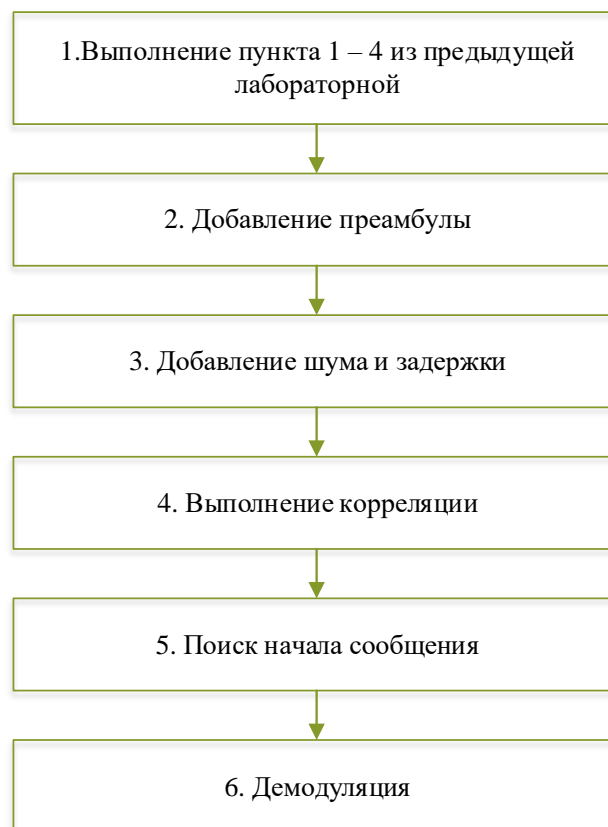 1.Выполнение пункта 1 – 4 из предыдущей
лабораторной
2. Добавление преамбулы
3. Добавление шума и задержки
4. Выполнение корреляции
5. Поиск начала сообщения
6. Демодуляция